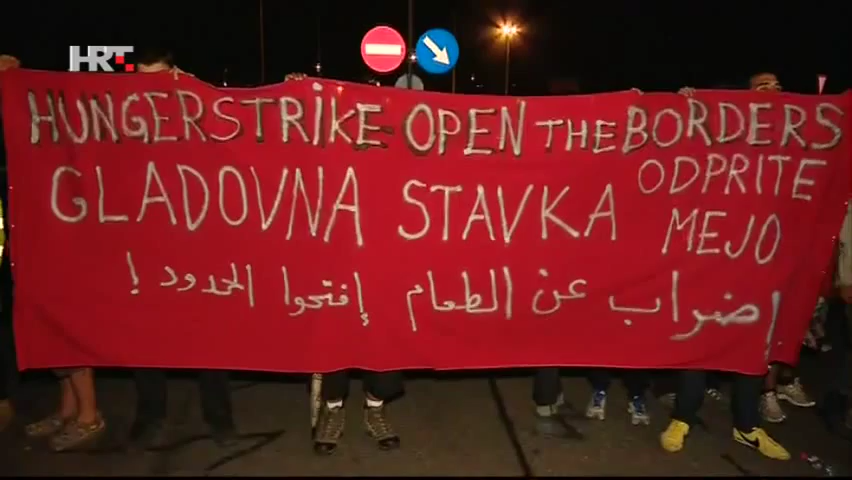 HRT
HUNGERSTRIKE OPEN THE BORDERS
GLADOVNA STAVKA ODPRITE
MEJO
إضراب عن الطعام إفتحوا الحدود !